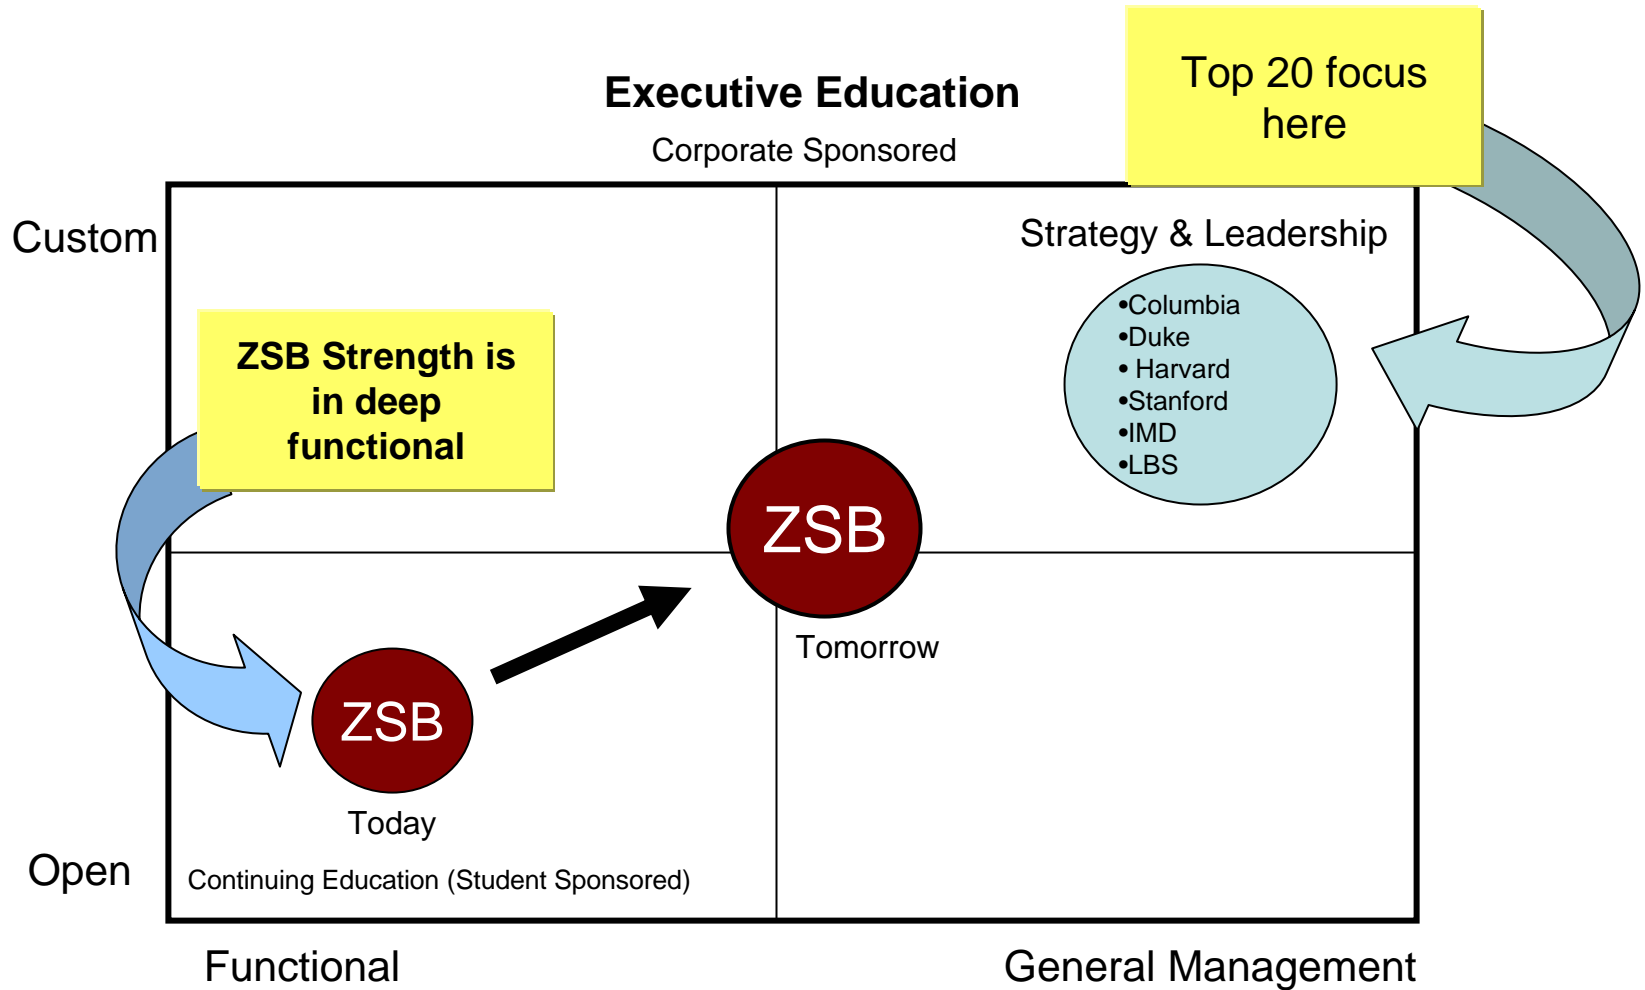 Executive Education
Corporate Sponsored
Top 20 focus
here
Custom
Strategy & Leadership
•Columbia
•Duke
• Harvard
•Stanford
•IMD
•LBS
ZSB Strength is
in deep
functional
ZSB
Tomorrow
ZSB
Today
Open
Continuing Education (Student Sponsored)
Functional
General Management